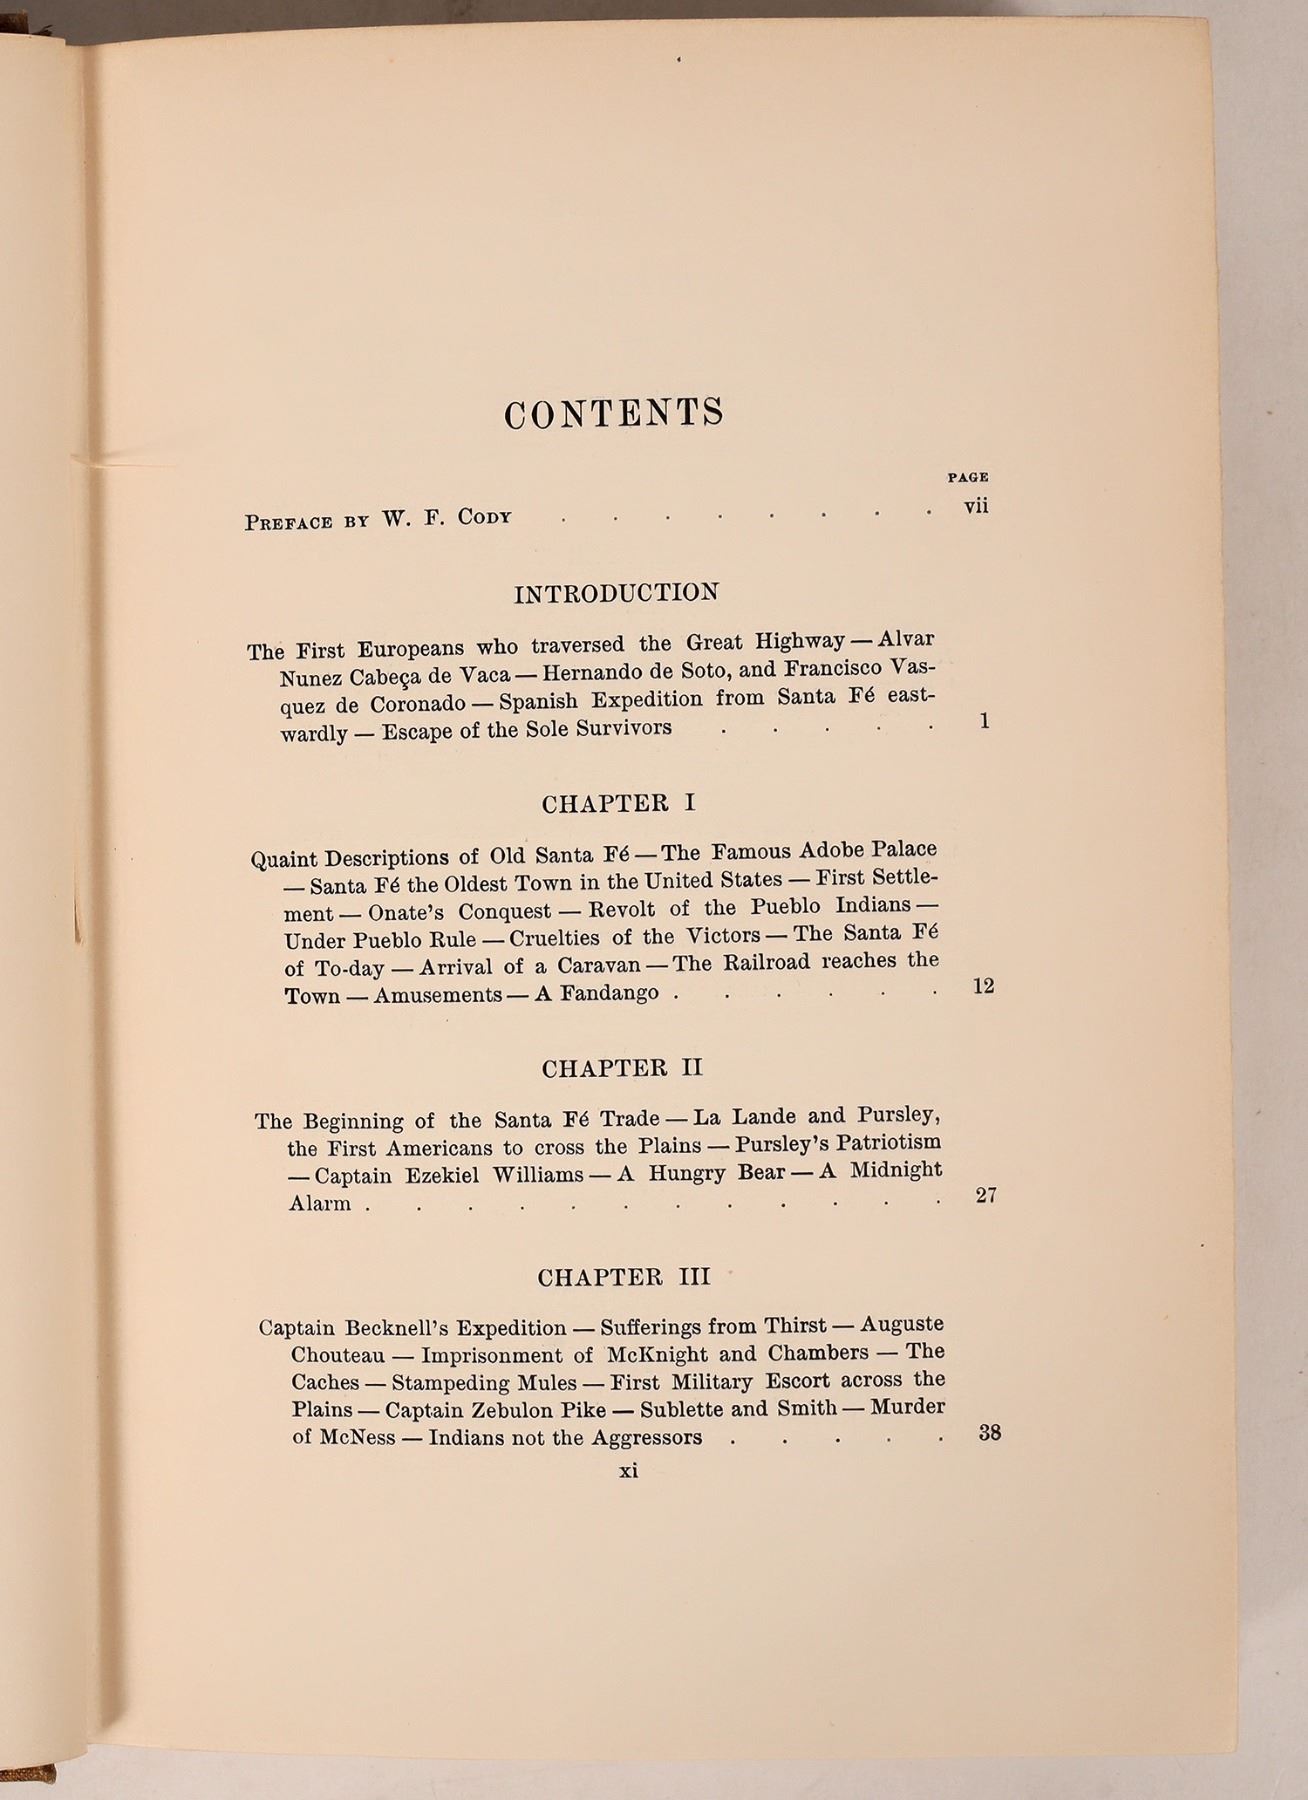 CONTENTS
PAGE
PREFACE BY W. F. CODY . . . . . . . . vii
INTRODUCTION
The First Europeans who traversed the Great Highway — Alvar
Nunez Cabeça de Vaca — Hernando de Soto, and Francisco Vas-
quez de Coronado — Spanish Expedition from Santa Fé east-
wardly — Escape of the Sole Survivors . . . . . 1
CHAPTER I
Quaint Descriptions of Old Santa Fé — The Famous Adobe Palace
— Santa Fé the Oldest Town in the United States — First Settle-
ment — Onate's Conquest — Revolt of the Pueblo Indians —
Under Pueblo Rule — Cruelties of the Victors — The Santa Fé
of To-day — Arrival of a Caravan — The Railroad reaches the
Town — Amusements — A Fandango . . . . . . 12
CHAPTER II
The Beginning of the Santa Fé Trade — La Lande and Pursley,
the First Americans to cross the Plains — Pursley's Patriotism
— Captain Ezekiel Williams — A Hungry Bear — A Midnight
Alarm . . . . . . . . . . . . 27
CHAPTER III
Captain Becknell's Expedition — Sufferings from Thirst — Auguste
Chouteau — Imprisonment of McKnight and Chambers — The
Caches — Stampeding Mules — First Military Escort across the
Plains — Captain Zebulon Pike — Sublette and Smith — Murder
of McNess — Indians not the Aggressors . . . . . 38
xi